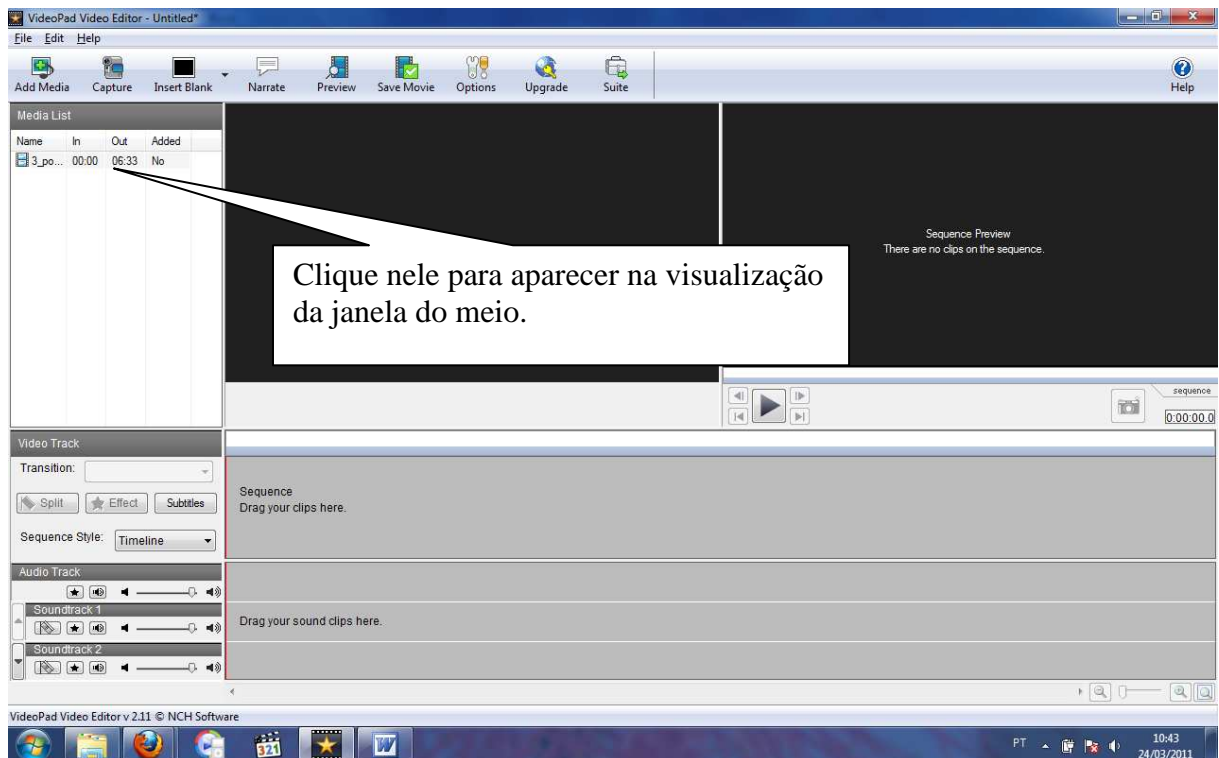 VideoPad Video Editor - Untitled*
File Edit Help
Add Media Capture Insert Blank Narrate Preview Save Movie Options Upgrade Suite Help
Media List
Name In Out Added
3_po... 00:00 06:33 No
Sequence Preview
There are no clips on the sequence.
Clique nele para aparecer na visualização
da janela do meio.
sequence
0:00:00.0
Video Track
Transition:
Split Effect Subtitles
Sequence Style: Timeline
Sequence
Drag your clips here.
Audio Track
Soundtrack 1
Drag your sound clips here.
Soundtrack 2
VideoPad Video Editor v 2.11 © NCH Software
321
W
PT
10:43
24/03/2011